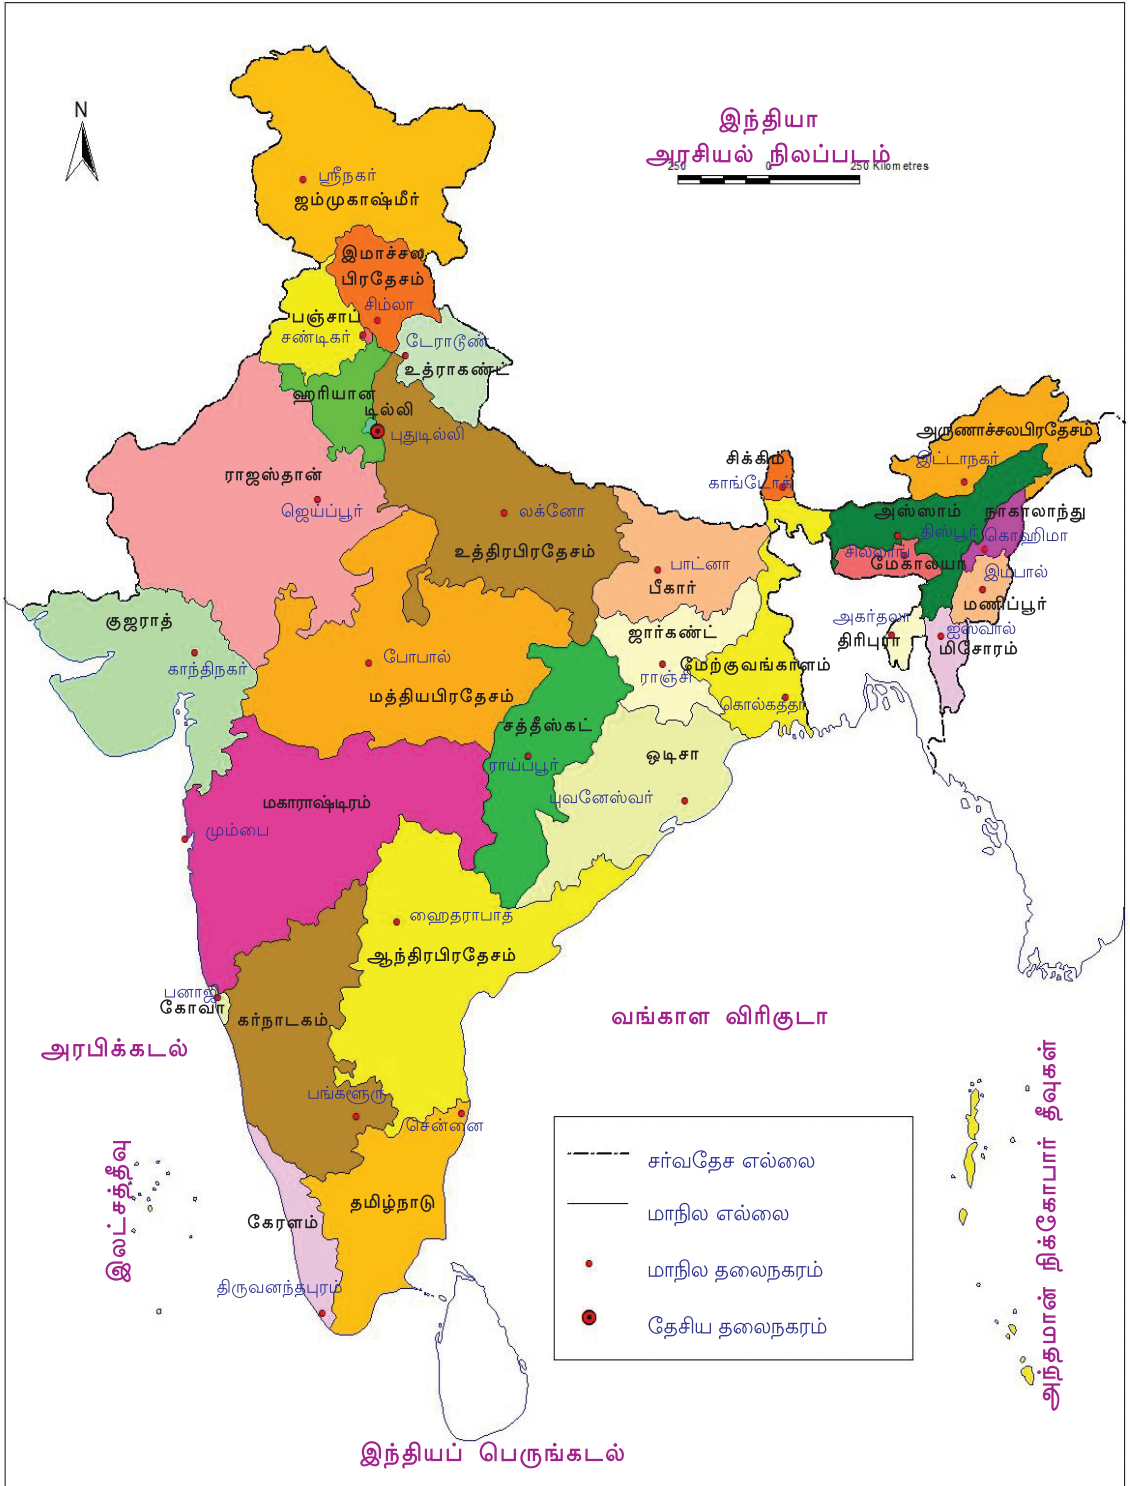 இந்தியா
அரசியல் நிலப்படம்
N
250 0 250 Kilometres
ஸ்ரீநகர்
ஜம்முகாஷ்மீர்
இமாச்சல
பிரதேசம்
சிம்லா
பஞ்சாப்
சண்டிகர்
டேராடூண்
உத்ராகண்ட்
ஹரியான
டில்லி
புதுடில்லி
ராஜஸ்தான்
ஜெய்ப்பூர்
லக்னோ
உத்திரபிரதேசம்
சிக்கிம்
காங்டோக்
அருணாச்சலபிரதேசம்
இட்டாநகர்
அஸ்ஸாம்
திஸ்பூர்
நாகாலாந்து
கொஹிமா
சில்லாங்
மேகாலயா
இம்பால்
மணிப்பூர்
பாட்னா
பீகார்
அகர்தலா
திரிபுரா
ஐஸ்வால்
மிசோரம்
குஜராத்
காந்திநகர்
போபால்
மத்தியபிரதேசம்
ஜார்கண்ட்
ராஞ்சி
மேற்குவங்காளம்
கொல்கத்தா
சத்தீஸ்கட்
ராய்ப்பூர்
ஒடிசா
புவனேஸ்வர்
மகாராஷ்டிரம்
மும்பை
ஹைதராபாத்
ஆந்திரபிரதேசம்
பனாஜி
கோவா
கர்நாடகம்
வங்காள விரிகுடா
அரபிக்கடல்
பங்களூரு
சென்னை
தமிழ்நாடு
கேரளம்
திருவனந்தபுரம்
இலட்சத்தீவு
அந்தமான் நிக்கோபார் தீவுகள்
சர்வதேச எல்லை
மாநில எல்லை
மாநில தலைநகரம்
தேசிய தலைநகரம்
இந்தியப் பெருங்கடல்